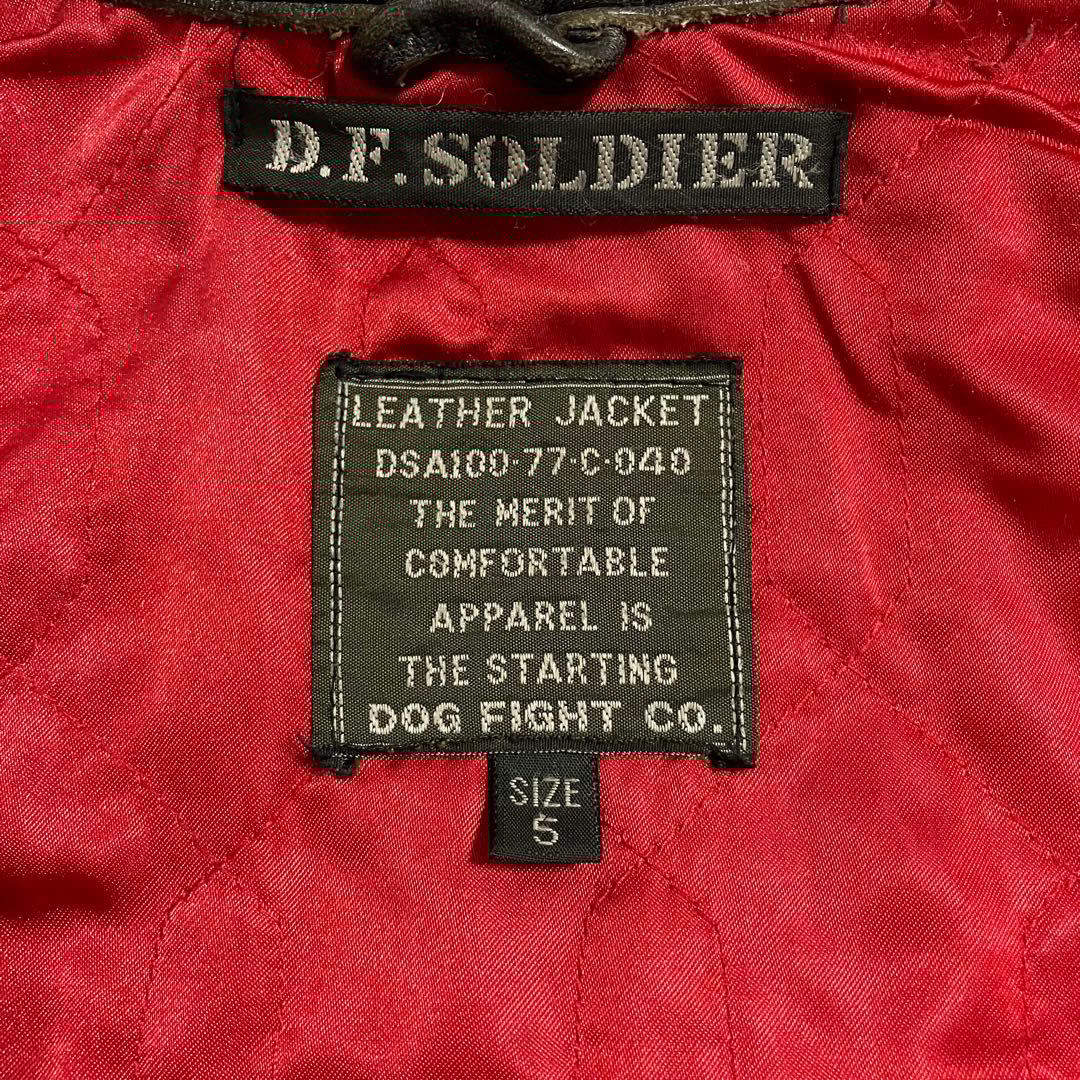 D.F.SOLDIER
LEATHER JACKET
DSA100-77-C-040
THE MERIT OF
COMFORTABLE
APPAREL IS
THE STARTING
DOG FIGHT CO.
SIZE
5